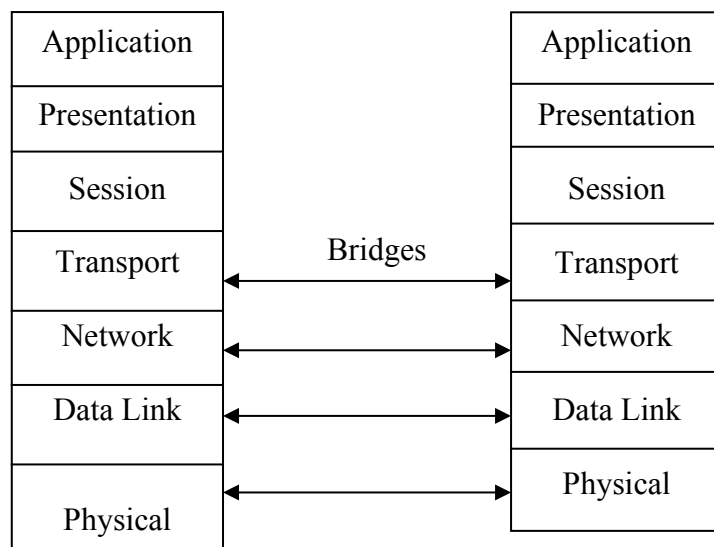 Application
Presentation
Session
Transport
Network
Data Link
Physical
Bridges
Application
Presentation
Session
Transport
Network
Data Link
Physical